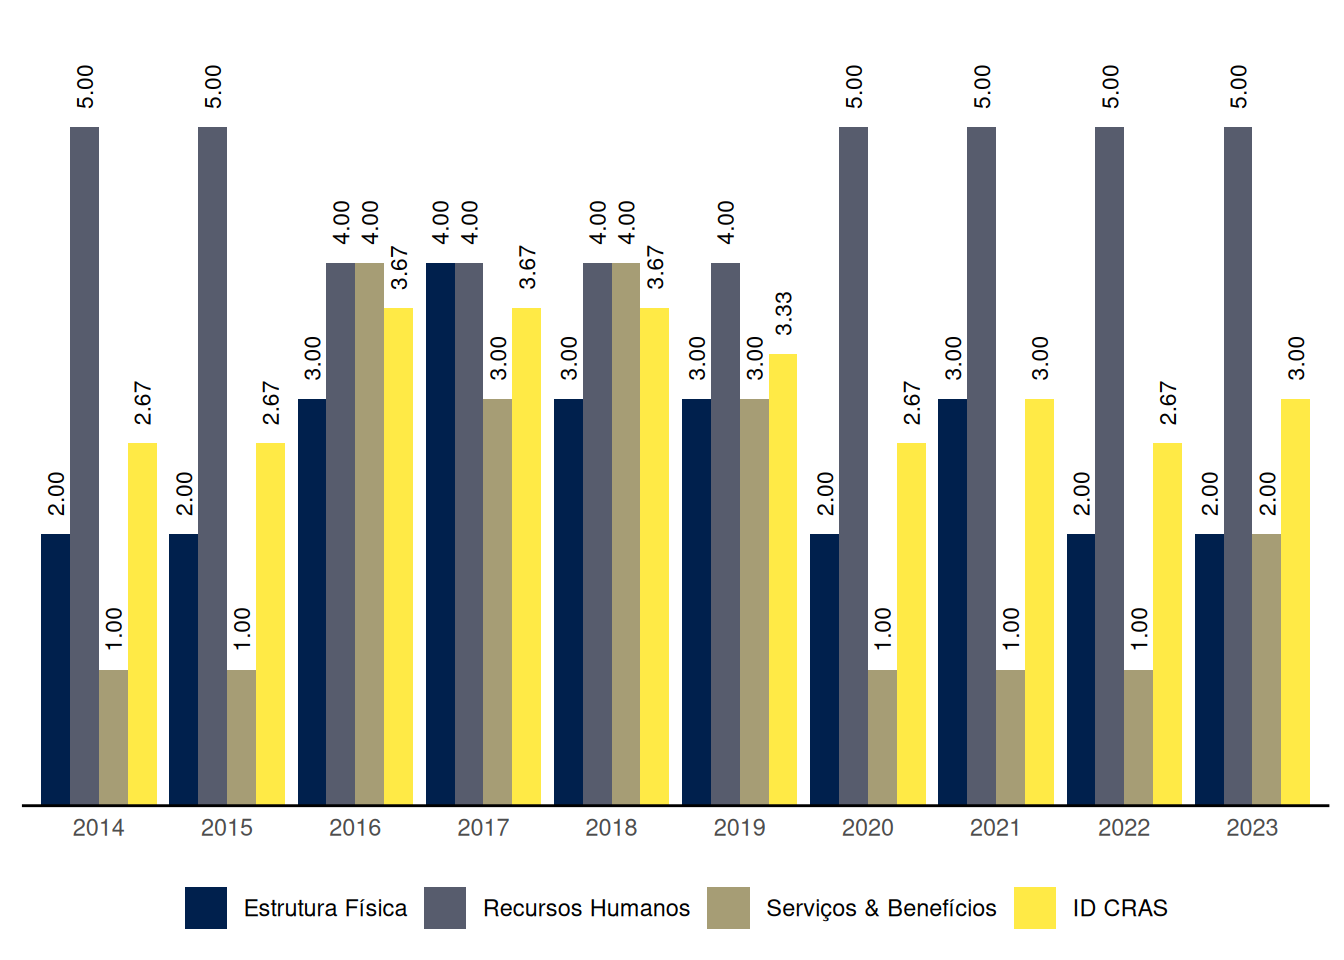 5.00 5.00 5.00 5.00 5.00 5.00
4.00 4.00 4.00 4.00 4.00 4.00 4.00
3.67 3.67 3.67
3.33
3.00 3.00 3.00 3.00 3.00 3.00 3.00 3.00
2.67 2.67 2.67 2.67
2.00 2.00 2.00 2.00 2.00 2.00
1.00 1.00 1.00 1.00 1.00
2014 2015 2016 2017 2018 2019 2020 2021 2022 2023
Estrutura Física Recursos Humanos Serviços & Benefícios ID CRAS